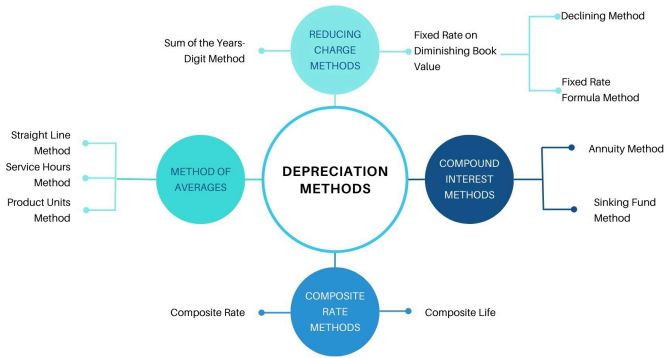 REDUCING
CHARGE
METHODS
Sum of the Years-
Digit Method
Fixed Rate on
Diminishing Book
Value
Declining Method
Fixed Rate
Formula Method
Straight Line
Method
Service Hours
Method
Product Units
Method
METHOD OF
AVERAGES
DEPRECIATION
METHODS
COMPOUND
INTEREST
METHODS
Annuity Method
Sinking Fund
Method
COMPOSITE
RATE
METHODS
Composite Rate
Composite Life